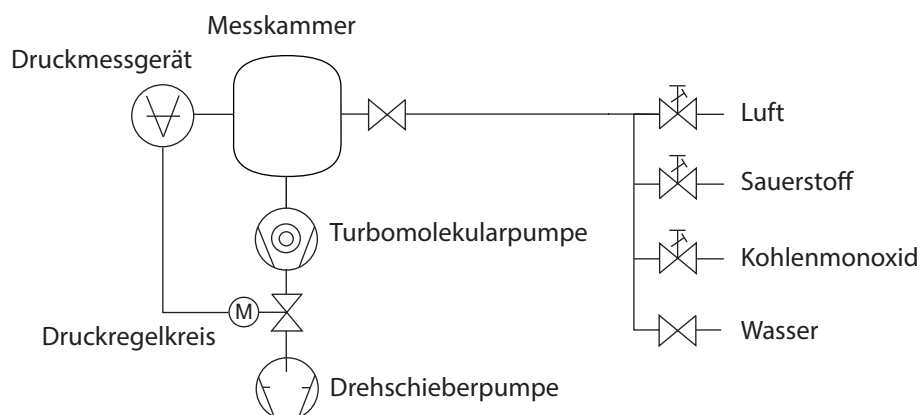 Messkammer
Druckmessgerät
Luft
Sauerstoff
Turbomolekularpumpe
Kohlenmonoxid
M
Druckregelkreis
Wasser
Drehschieberpumpe